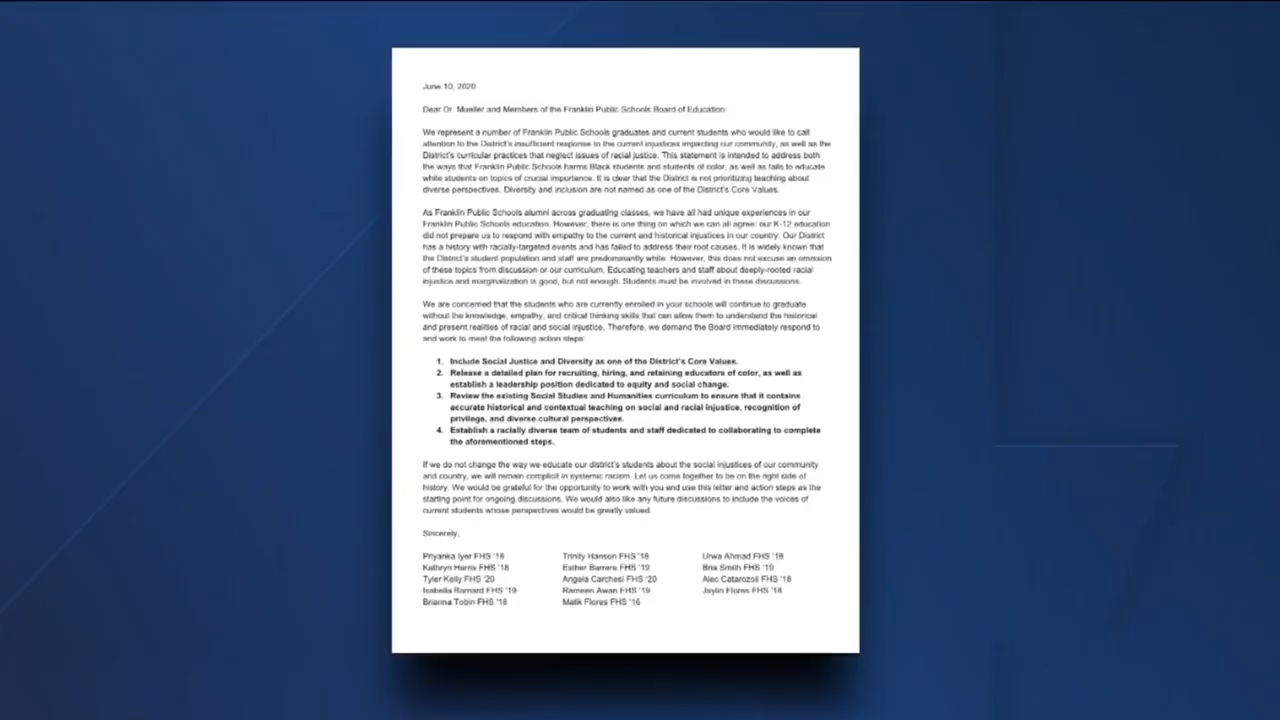 June 10, 2020
Dear Dr. Mueller and Members of the Franklin Public Schools Board of Education:
We represent a number of Franklin Public Schools graduates and current students who would like to call
attention to the District's insufficient response to the current injustices impacting our community, as well as the
District's curricular practices that neglect issues of racial justice. This statement is intended to address both
the ways that Franklin Public Schools harms Black students and students of color, as well as fails to educate
white students on topics of crucial importance. It is clear that the District is not prioritizing teaching about
diverse perspectives. Diversity and inclusion are not named as one of the District's Core Values.
As Franklin Public Schools alumni across graduating classes, we have all had unique experiences in our
Franklin Public Schools education. However, there is one thing on which we can all agree: our K-12 education
did not prepare us to respond with empathy to the current and historical injustices in our country. Our District
has a history with racially-targeted events and has failed to address their root causes. It is widely known that
the District's student population and staff are predominantly white. However, this does not excuse an omission
of these topics from discussion or our curriculum. Educating teachers and staff about deeply-rooted racial
injustice and marginalization is good, but not enough. Students must be involved in these discussions.
We are concerned that the students who are currently enrolled in your schools will continue to graduate
without the knowledge, empathy, and critical thinking skills that can allow them to understand the historical
and present realities of racial and social injustice. Therefore, we demand the Board immediately respond to
and work to meet the following action steps:
1. Include Social Justice and Diversity as one of the District's Core Values.
2. Release a detailed plan for recruiting, hiring, and retaining educators of color, as well as
establish a leadership position dedicated to equity and social change.
3. Review the existing Social Studies and Humanities curriculum to ensure that it contains
accurate historical and contextual teaching on social and racial injustice, recognition of
privilege, and diverse cultural perspectives.
4. Establish a racially diverse team of students and staff dedicated to collaborating to complete
the aforementioned steps.
If we do not change the way we educate our district's students about the social injustices of our community
and country, we will remain complicit in systemic racism. Let us come together to be on the right side of
history. We would be grateful for the opportunity to work with you and use this letter and action steps as the
starting point for ongoing discussions. We would also like any future discussions to include the voices of
current students whose perspectives would be greatly valued.
Sincerely,
Priyanka Iyer FHS '18
Kathryn Harris FHS '18
Tyler Kelly FHS '20
Isabella Barnard FHS '19
Brianna Tobin FHS '18
Trinity Hanson FHS '18
Esther Barrera FHS '19
Angela Carchesi FHS '20
Rameen Awan FHS '19
Malik Flores FHS '16
Urwa Ahmad FHS '18
Bria Smith FHS '19
Alec Catarozoli FHS '18
Jaylin Flores FHS '18